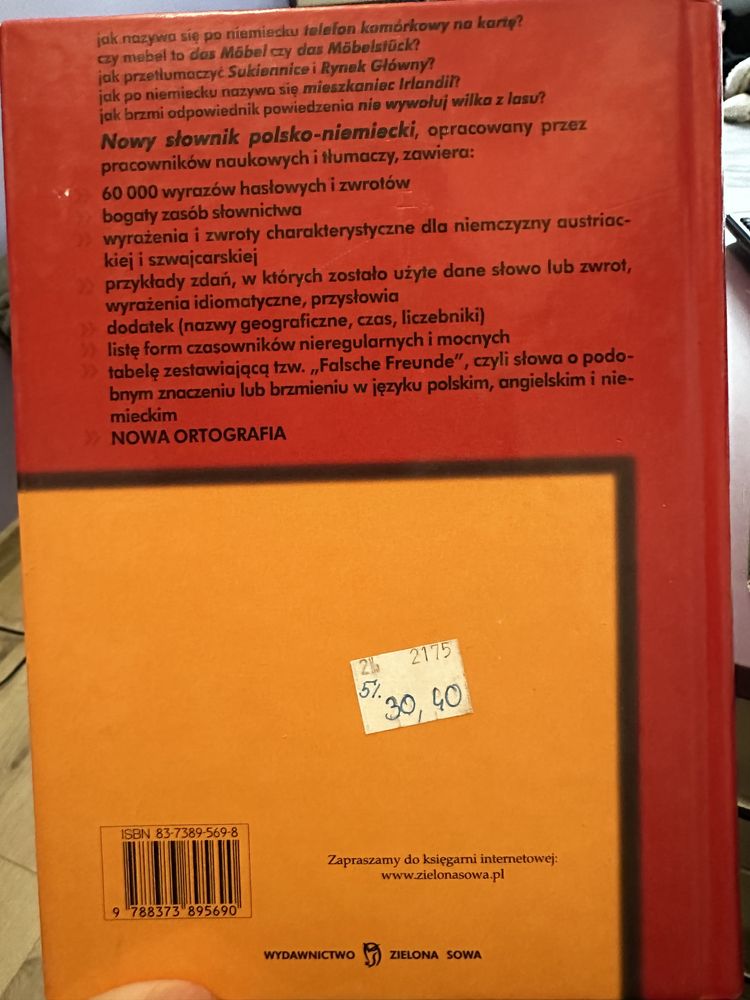 jak nazywa się po niemiecku telefon komórkowy na kartę?
czy mebel to das Möbel czy das Möbelstück?
jak przetłumaczyć Sukiennice i Rynek Główny?
jak po niemiecku nazywa się mieszkaniec Irlandii?
jak brzmi odpowiednik powiedzenia nie wywołuj wilka z lasu?
Nowy słownik polsko-niemiecki, opracowany przez
pracowników naukowych i tłumaczy, zawiera:
» 60 000 wyrazów hasłowych i zwrotów
» bogaty zasób słownictwa
» wyrażenia i zwroty charakterystyczne dla niemczyzny austriac-
kiej i szwajcarskiej
» przykłady zdań, w których zostało użyte dane słowo lub zwrot,
wyrażenia idiomatyczne, przysłowia
» dodatek (nazwy geograficzne, czas, liczebniki)
» listę form czasowników nieregularnych i mocnych
» tabelę zestawiającą tzw. „Falsche Freunde", czyli słowa o podo-
bnym znaczeniu lub brzmieniu w języku polskim, angielskim i nie-
mieckim
» NOWA ORTOGRAFIA
2175
5%
30,40
ISBN 83-7389-569-8
9 788373 895690
Zapraszamy do księgarni internetowej:
www.zielonasowa.pl
WYDAWNICTWO ZIELONA SOWA